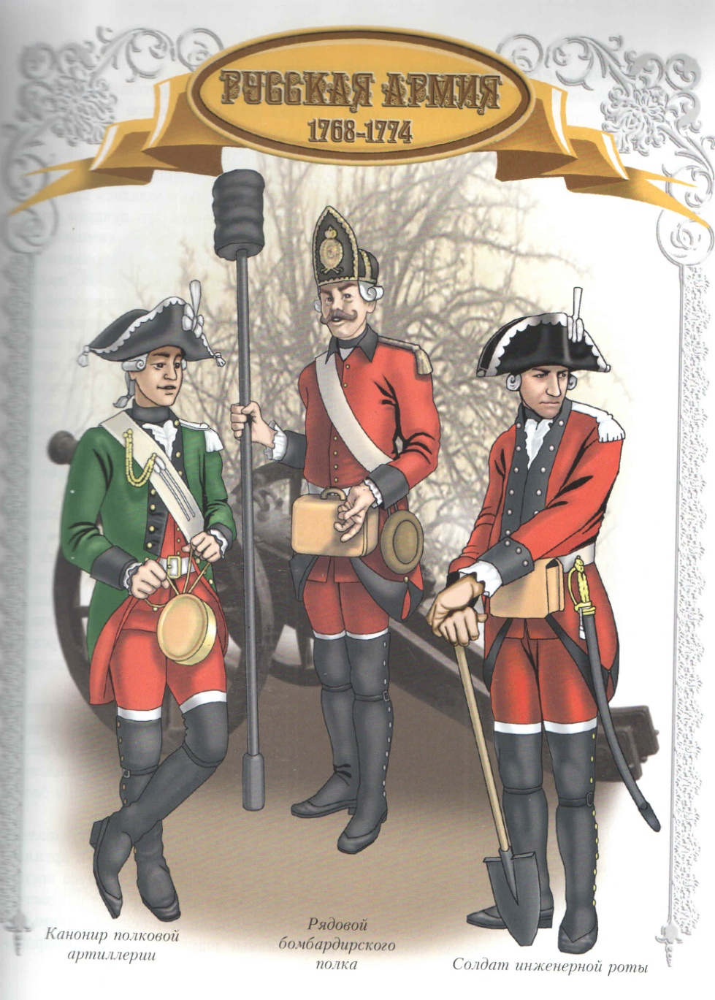 РУССКАЯ АРМИЯ
1768-1774
Канонир полковой
артиллерии
Рядовой
бомбардирского
полка
Солдат инженерной роты